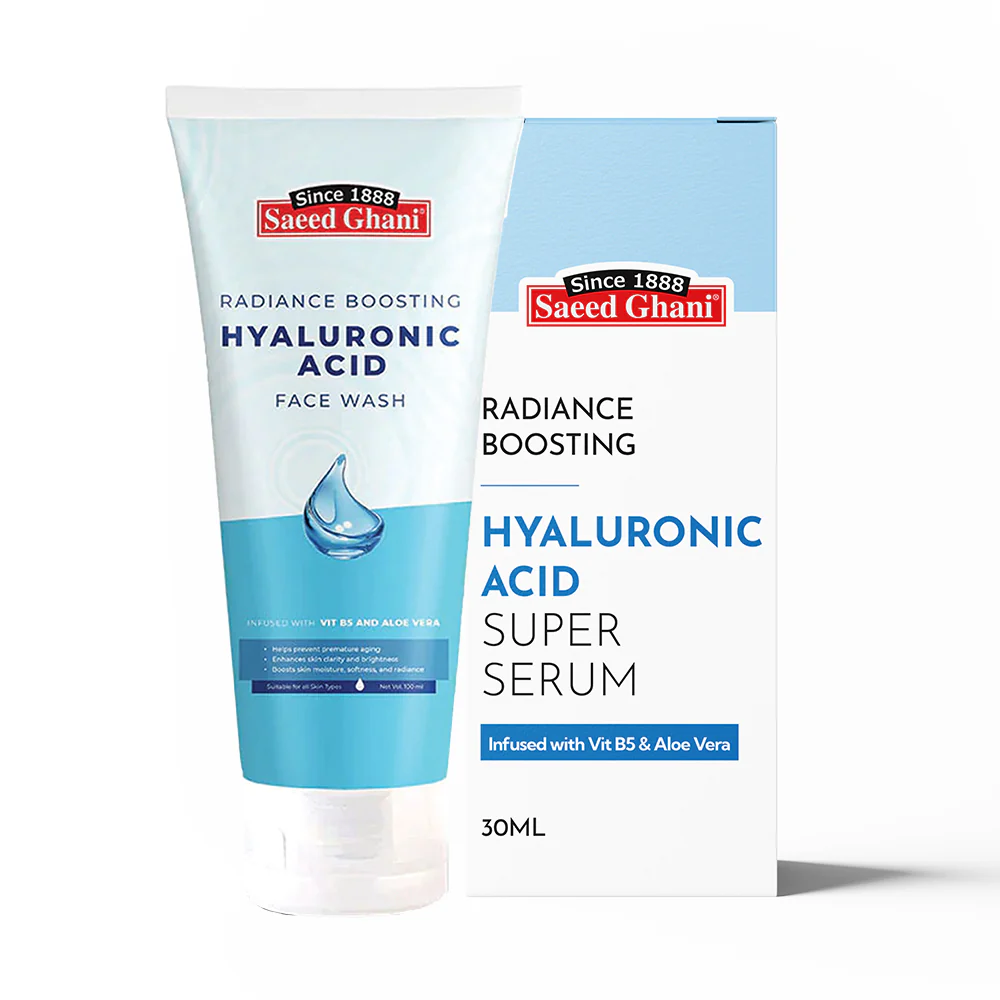 Since 1888
Saeed Ghani®
RADIANCE BOOSTING
HYALURONIC
ACID
FACE WASH
INFUSED WITH VIT B5 AND ALOE VERA
• Helps prevent premature aging
• Enhances skin clarity and brightness
• Boosts skin moisture, softness, and radiance
Suitable for all Skin Types
Net Vol. 100 ml
Since 1888
Saeed Ghani®
RADIANCE
BOOSTING
HYALURONIC
ACID
SUPER
SERUM
Infused with Vit B5 & Aloe Vera
30ML